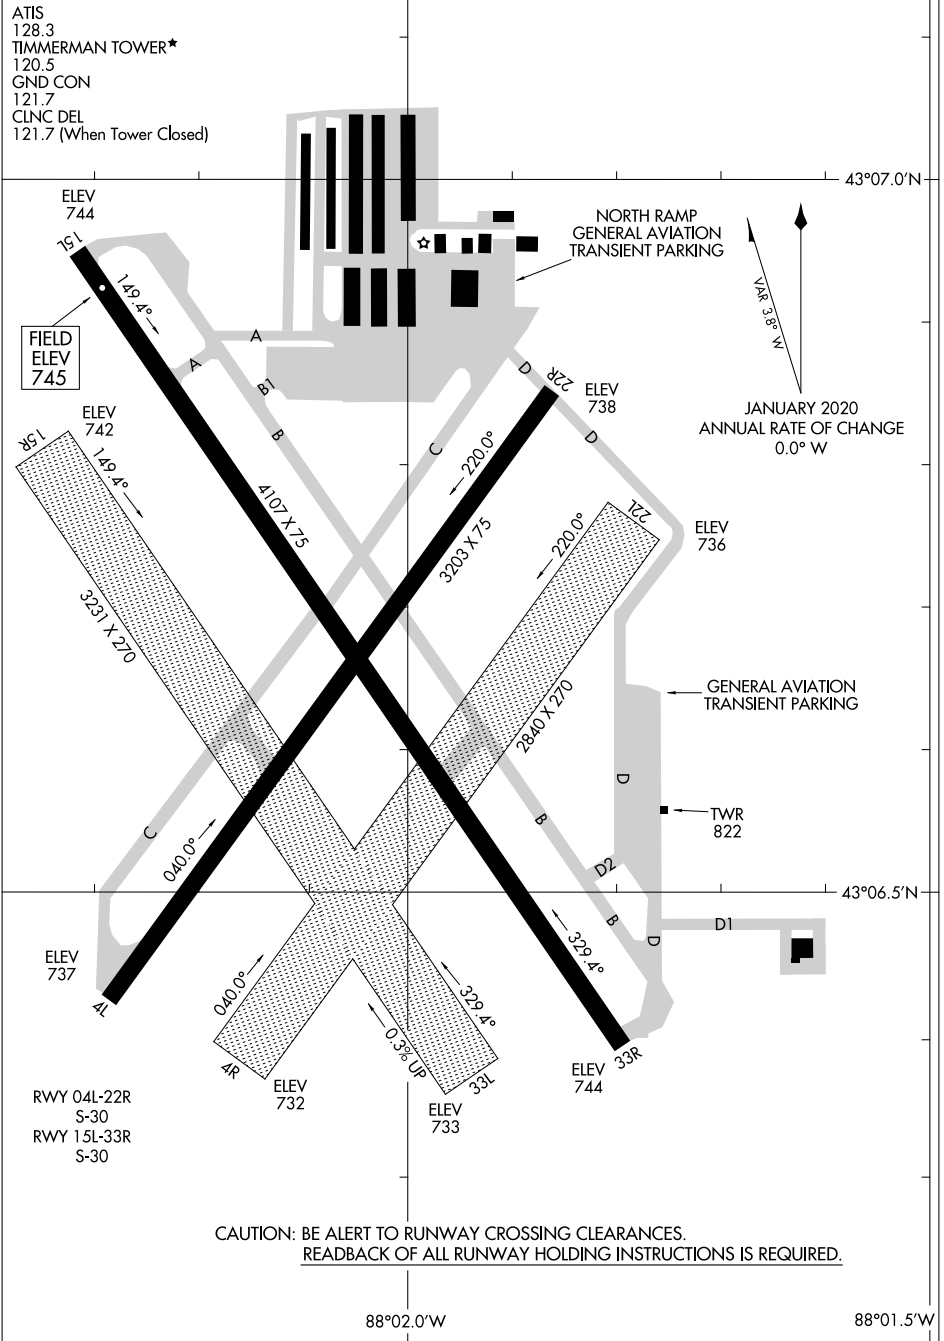 ATIS
128.3
TIMMERMAN TOWER★
120.5
GND CON
121.7
CLNC DEL
121.7 (When Tower Closed)
43°07.0'N
ELEV
744
15L
NORTH RAMP
GENERAL AVIATION
TRANSIENT PARKING
VAR 3.8° W
149.4°
FIELD
ELEV
745
A
A
B1
B
D
22R
ELEV
738
JANUARY 2020
ANNUAL RATE OF CHANGE
0.0° W
ELEV
742
15R
149.4°
C
220.0°
D
4107 X 75
3203 X 75
220.0°
22L
ELEV
736
3231 X 270
2840 X 270
GENERAL AVIATION
TRANSIENT PARKING
D
TWR
822
C
040.0°
B
D2
43°06.5'N
B
D
D1
ELEV
737
4L
040.0°
329.4°
329.4°
0.3% UP
4R
ELEV
732
33L
ELEV
733
33R
ELEV
744
RWY 04L-22R
S-30
RWY 15L-33R
S-30
CAUTION: BE ALERT TO RUNWAY CROSSING CLEARANCES.
READBACK OF ALL RUNWAY HOLDING INSTRUCTIONS IS REQUIRED.
88°02.0'W
88°01.5'W